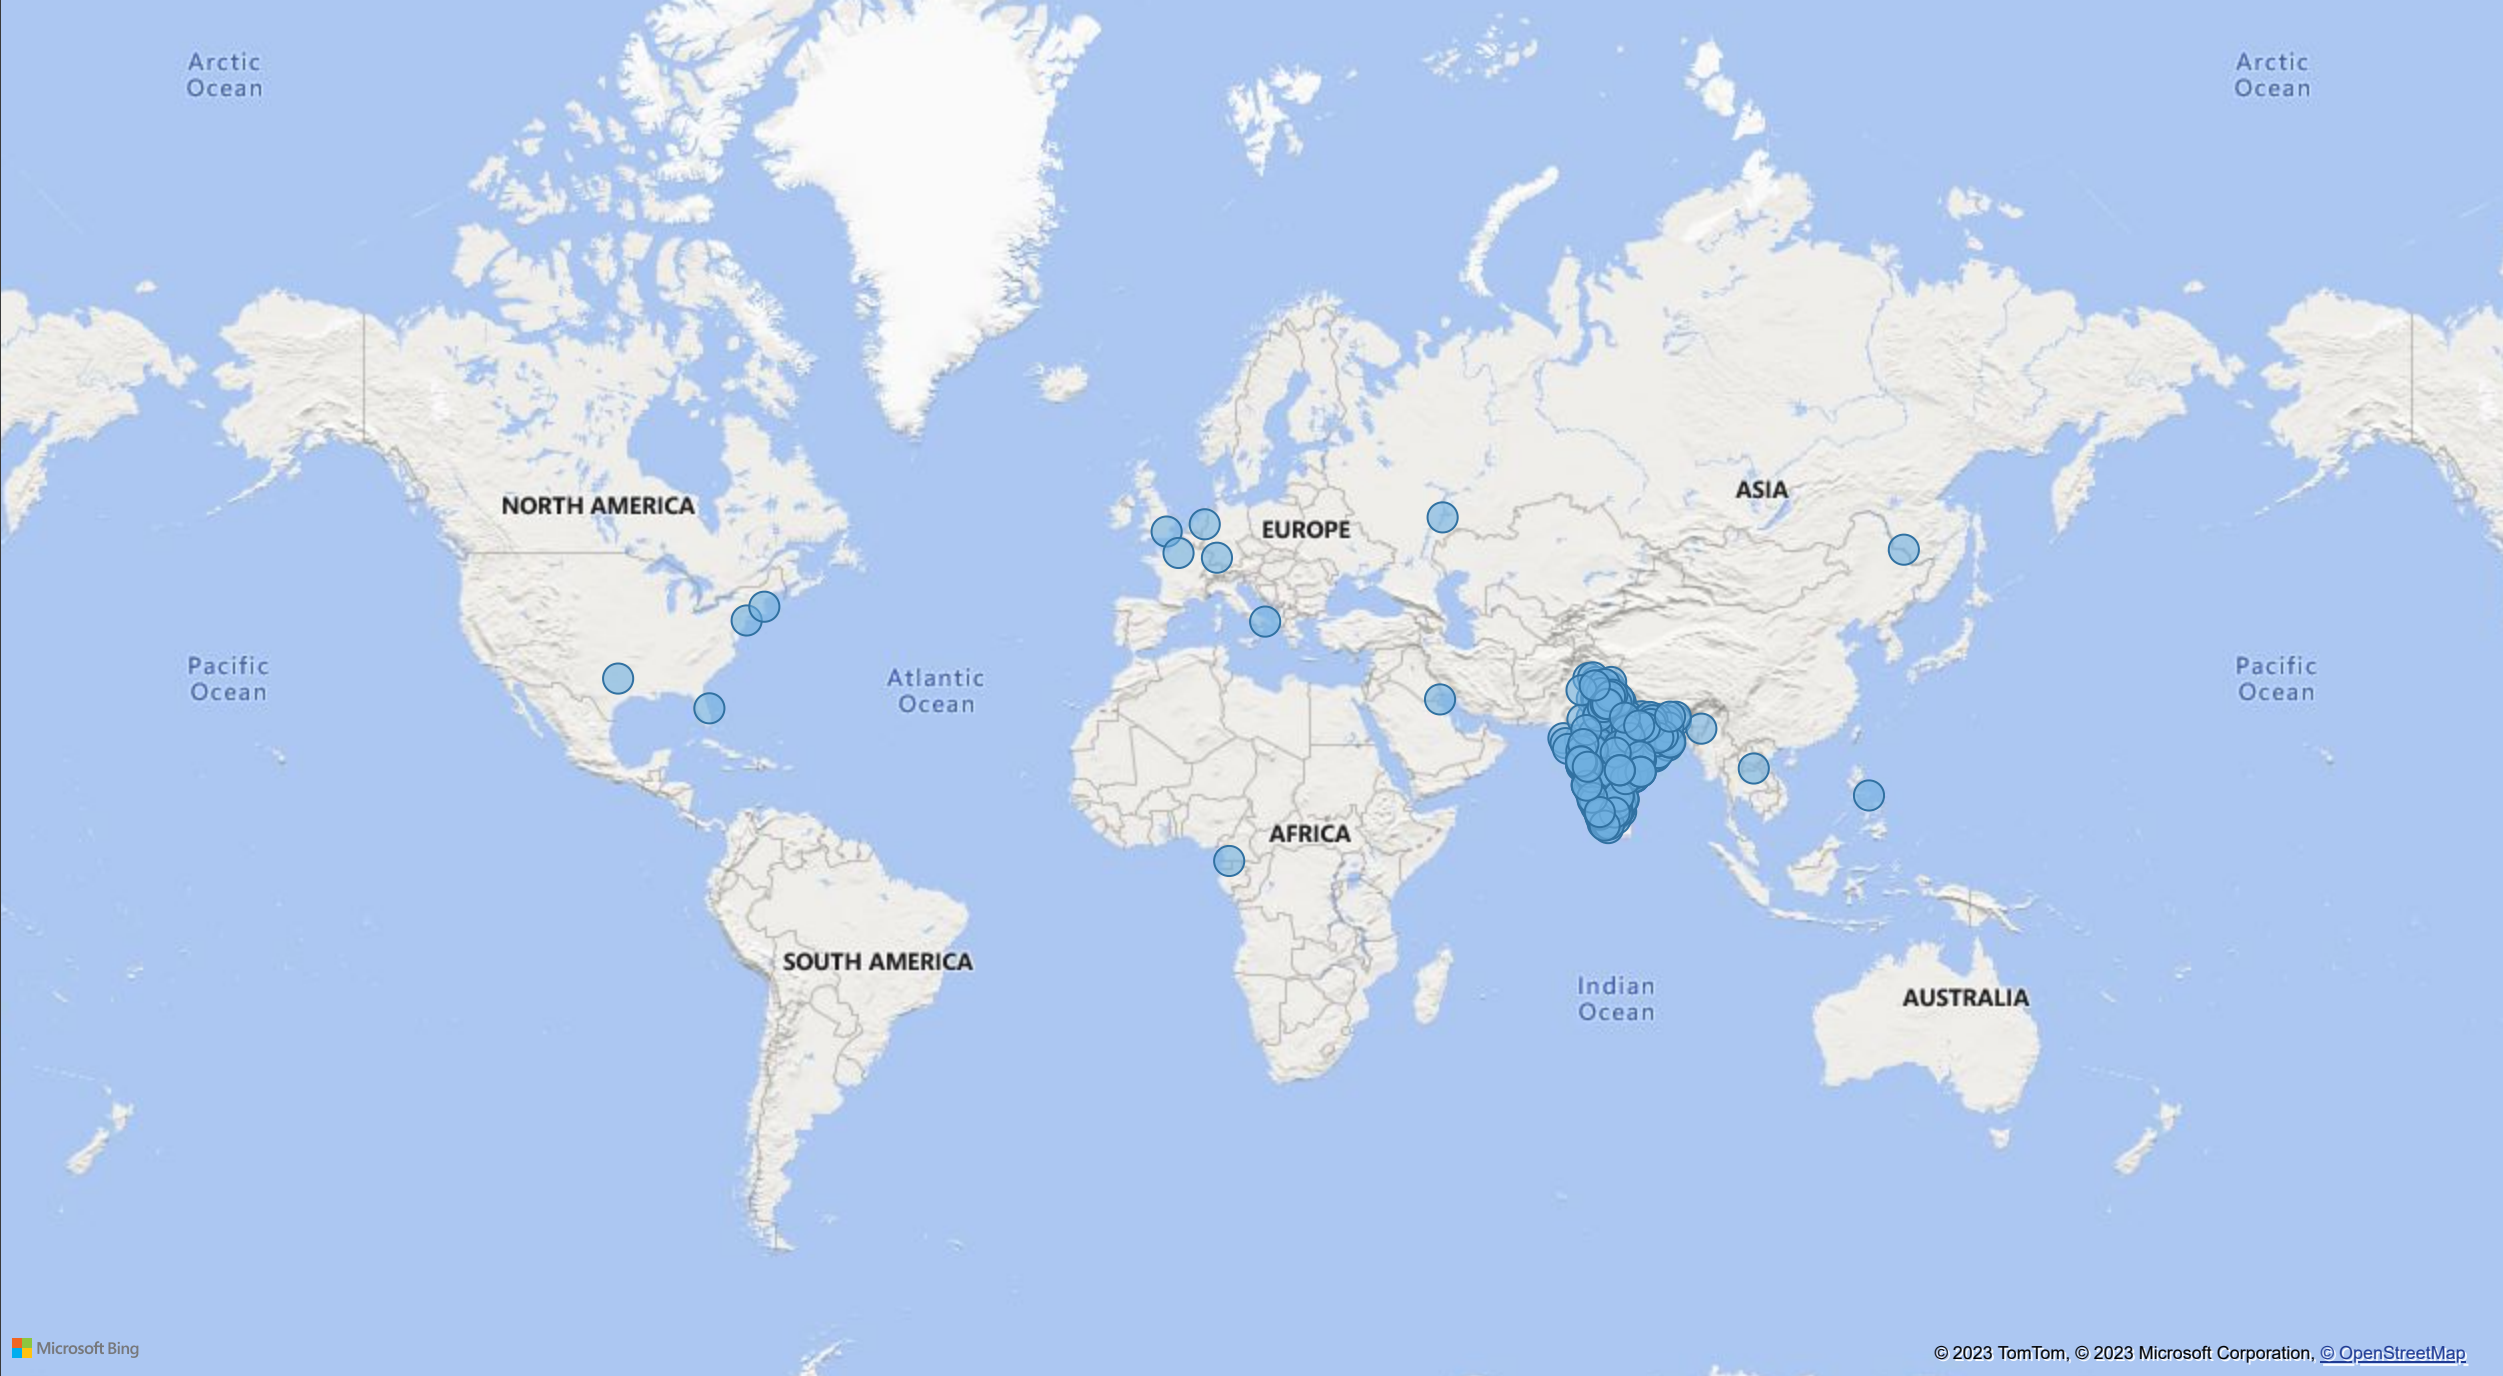 Arctic
Ocean
Arctic
Ocean
ASIA
NORTH AMERICA
EUROPE
Pacific
Ocean
Atlantic
Ocean
Pacific
Ocean
AFRICA
SOUTH AMERICA
Indian
Ocean
AUSTRALIA
Microsoft Bing
© 2023 TomTom, © 2023 Microsoft Corporation, © OpenStreetMap